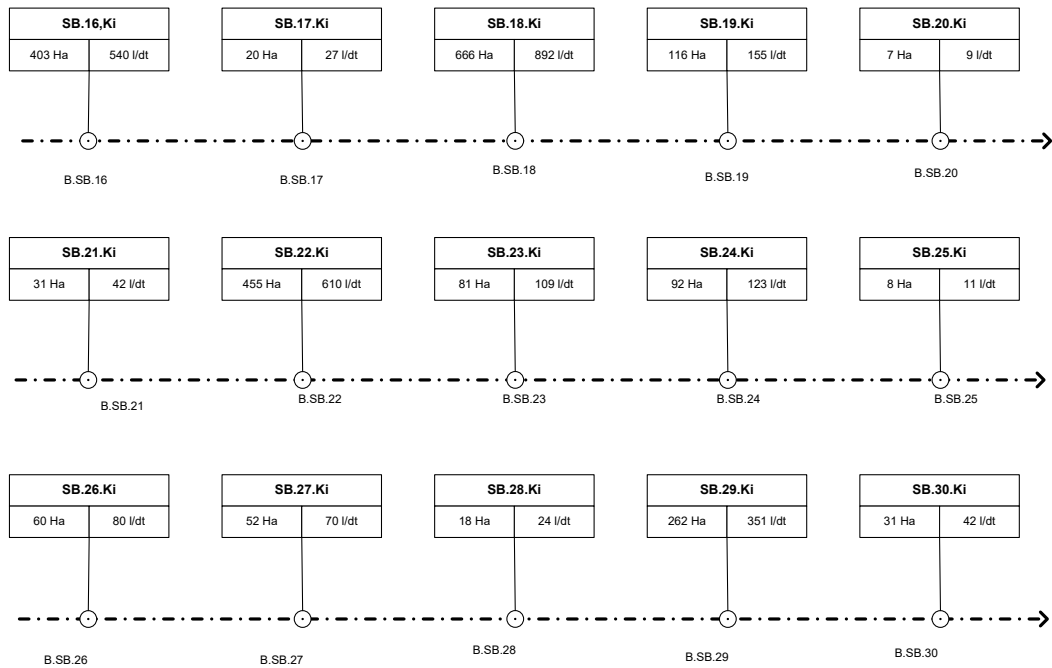 SB.16,Ki
403 Ha 540 l/dt
SB.17.Ki
20 Ha 27 l/dt
SB.18.Ki
666 Ha 892 l/dt
SB.19.Ki
116 Ha 155 l/dt
SB.20.Ki
7 Ha 9 l/dt
B.SB.16
B.SB.17
B.SB.18
B.SB.19
B.SB.20
SB.21.Ki
31 Ha 42 l/dt
SB.22.Ki
455 Ha 610 l/dt
SB.23.Ki
81 Ha 109 l/dt
SB.24.Ki
92 Ha 123 l/dt
SB.25.Ki
8 Ha 11 l/dt
B.SB.21
B.SB.22
B.SB.23
B.SB.24
B.SB.25
SB.26.Ki
60 Ha 80 l/dt
SB.27.Ki
52 Ha 70 l/dt
SB.28.Ki
18 Ha 24 l/dt
SB.29.Ki
262 Ha 351 l/dt
SB.30.Ki
31 Ha 42 l/dt
B.SB.26
B.SB.27
B.SB.28
B.SB.29
B.SB.30